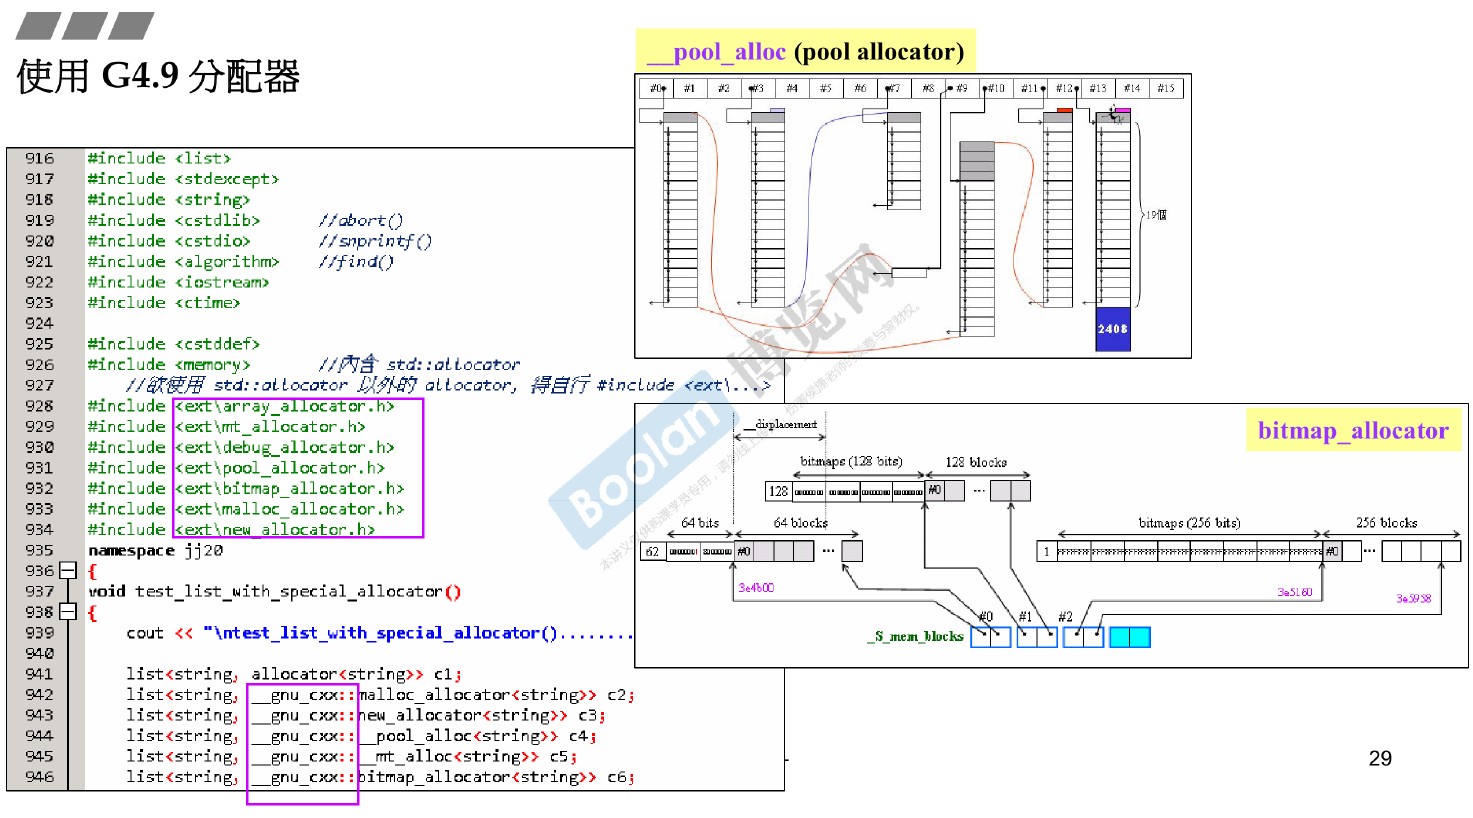 使用 G4.9 分配器
__pool_alloc (pool allocator)
#0 #1 #2 #3 #4 #5 #6 #7 #8 #9 #10 #11 #12 #13 #14 #15
19個
2408
916 #include <list>
917 #include <stdexcept>
918 #include <string>
919 #include <cstdlib> //abort()
920 #include <cstdio> //snprintf()
921 #include <algorithm> //find()
922 #include <iostream>
923 #include <ctime>
924
925 #include <cstddef>
926 #include <memory> //內含 std::allocator
927 //欲使用 std::allocator 以外的 allocator, 得自行 #include <ext\...>
928 #include <ext\array_allocator.h>
929 #include <ext\mt_allocator.h>
930 #include <ext\debug_allocator.h>
931 #include <ext\pool_allocator.h>
932 #include <ext\bitmap_allocator.h>
933 #include <ext\malloc_allocator.h>
934 #include <ext\new_allocator.h>
935 namespace jj20
936 {
937 void test_list_with_special_allocator()
938 {
939 cout << "\ntest_list_with_special_allocator()........
940
941 list<string, allocator<string>> c1;
942 list<string, __gnu_cxx::malloc_allocator<string>> c2;
943 list<string, __gnu_cxx::new_allocator<string>> c3;
944 list<string, __gnu_cxx::__pool_alloc<string>> c4;
945 list<string, __gnu_cxx::__mt_alloc<string>> c5;
946 list<string, __gnu_cxx::bitmap_allocator<string>> c6;
bitmap_allocator
__displacement
bitmaps (128 bits) 128 blocks
128 #0 ...
64 bits 64 blocks
62 #0 ...
bitmaps (256 bits) 256 blocks
1 #0 ...
3e4b00
3e5160
3e5958
#0 #1 #2
_S_mem_blocks
Boolan 博览网
29